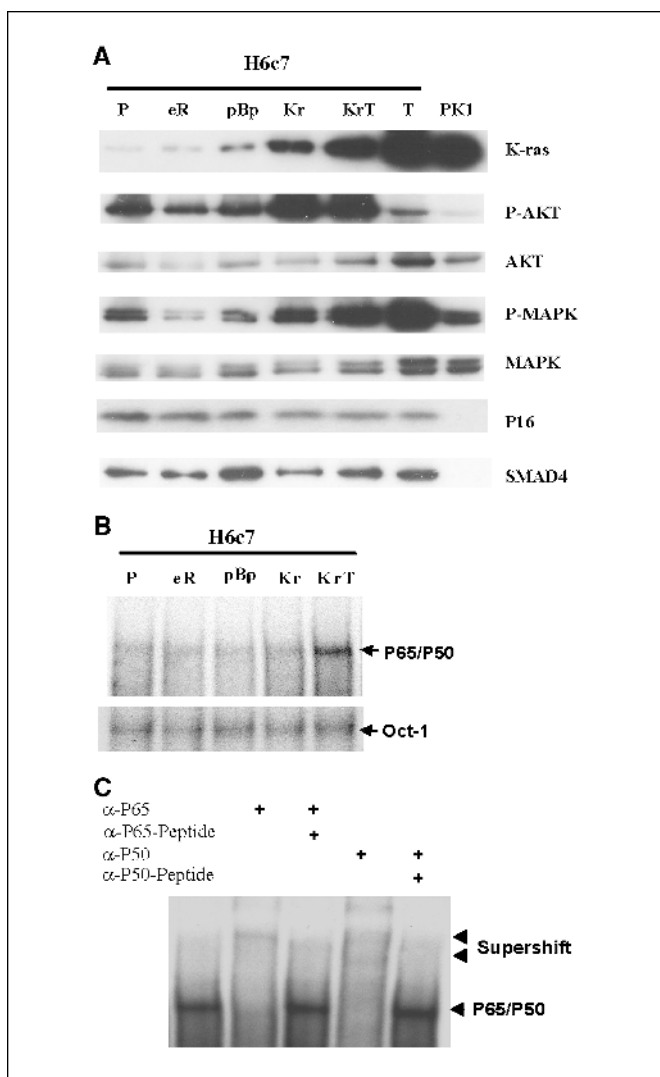 A
H6c7
P eR pBp Kr KrT T PK1
K-ras
P-AKT
AKT
P-MAPK
MAPK
P16
SMAD4
B
H6c7
P eR pBp Kr KrT
P65/P50
Oct-1
C
α-P65 + +
α-P65-Peptide +
α-P50 + +
α-P50-Peptide +
Supershift
P65/P50